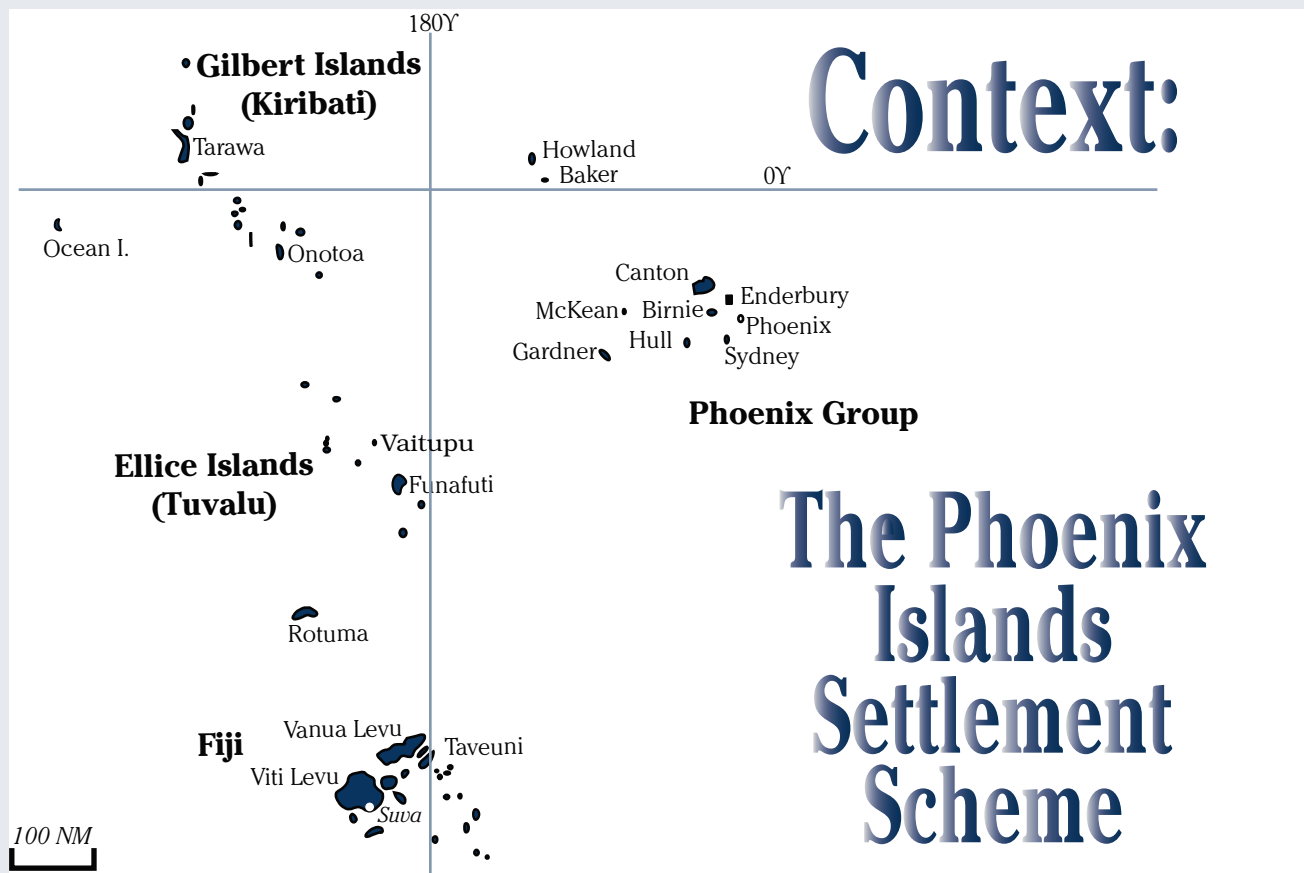 180ϒ
Gilbert Islands
(Kiribati)
Tarawa
Context:
Howland
Baker
0ϒ
Ocean I.
Onotoa
Canton
Enderbury
McKean
Birnie
Phoenix
Hull
Gardner
Sydney
Phoenix Group
Vaitupu
Ellice Islands
(Tuvalu)
Funafuti
The Phoenix
Islands
Settlement
Scheme
Rotuma
Fiji
Vanua Levu
Taveuni
Viti Levu
Suva
100 NM